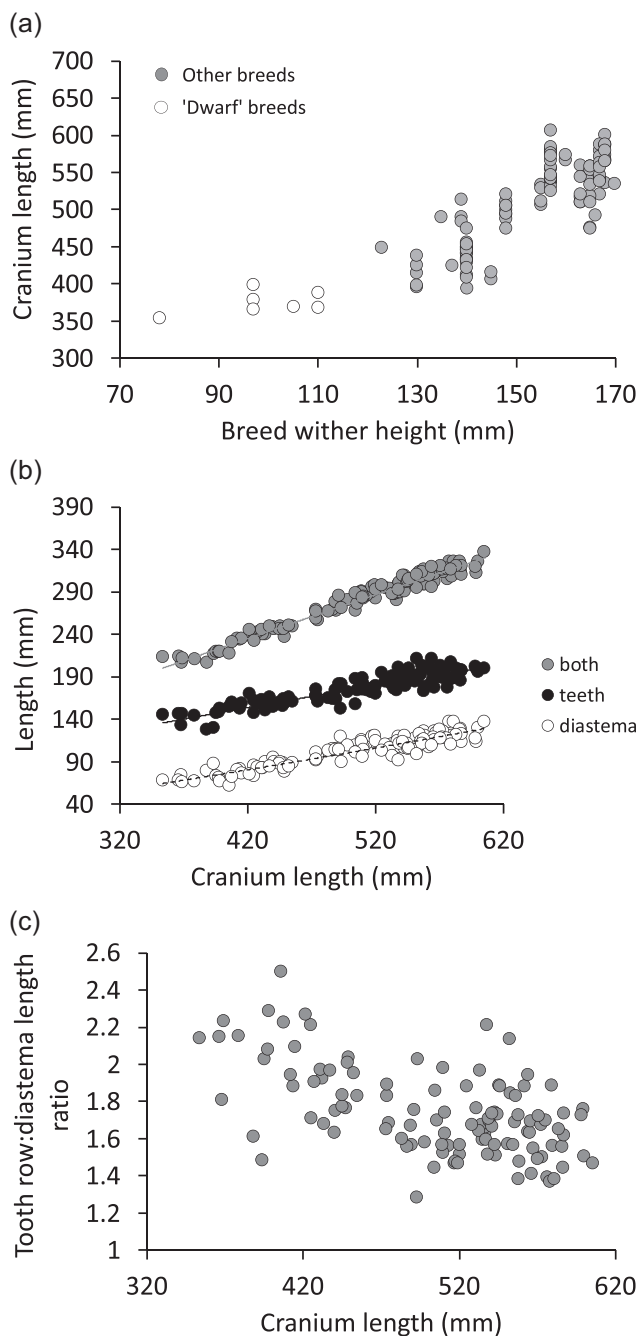 (a)
700
650
600
550
500
450
400
350
300
Cranium length (mm)
Other breeds
'Dwarf' breeds
70 90 110 130 150 170
Breed wither height (mm)
(b)
390
340
290
240
190
140
90
40
Length (mm)
both
teeth
diastema
320 420 520 620
Cranium length (mm)
(c)
2.6
2.4
2.2
2
1.8
1.6
1.4
1.2
1
Tooth row:diastema length
ratio
320 420 520 620
Cranium length (mm)